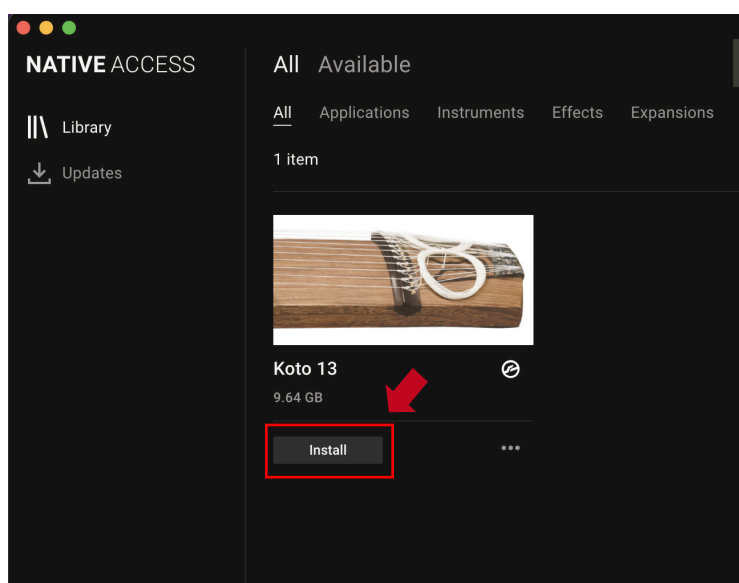 NATIVE ACCESS
Library
Updates
All Available
All Applications Instruments Effects Expansions
1 item
Koto 13
9.64 GB
Install